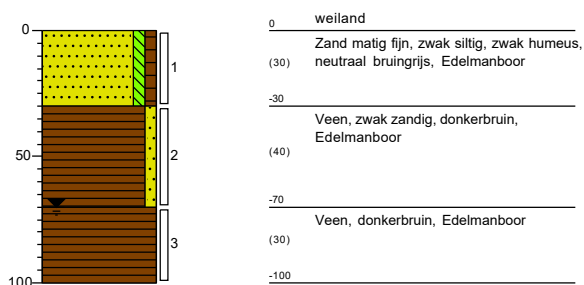 0
50
100
1
2
3
0
weiland
(30)
Zand matig fijn, zwak siltig, zwak humeus,
neutraal bruingrijs, Edelmanboor
-30
(40)
Veen, zwak zandig, donkerbruin,
Edelmanboor
-70
(30)
Veen, donkerbruin, Edelmanboor
-100